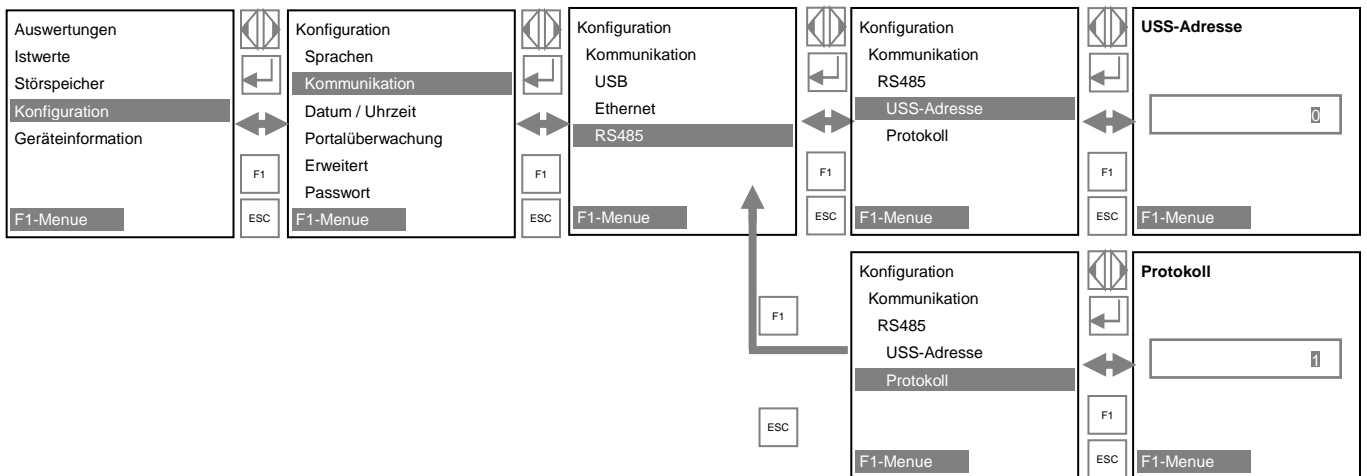 Auswertungen
Istwerte
Störspeicher
Konfiguration
Geräteinformation
F1-Menue
F1
ESC
Konfiguration
Sprachen
Kommunikation
Datum / Uhrzeit
Portalüberwachung
Erweitert
Passwort
F1-Menue
F1
ESC
Konfiguration
Kommunikation
USB
Ethernet
RS485
F1-Menue
F1
ESC
Konfiguration
Kommunikation
RS485
USS-Adresse
Protokoll
F1-Menue
F1
ESC
USS-Adresse
0
F1-Menue
F1
ESC
Konfiguration
Kommunikation
RS485
USS-Adresse
Protokoll
F1-Menue
F1
ESC
Protokoll
1
F1-Menue